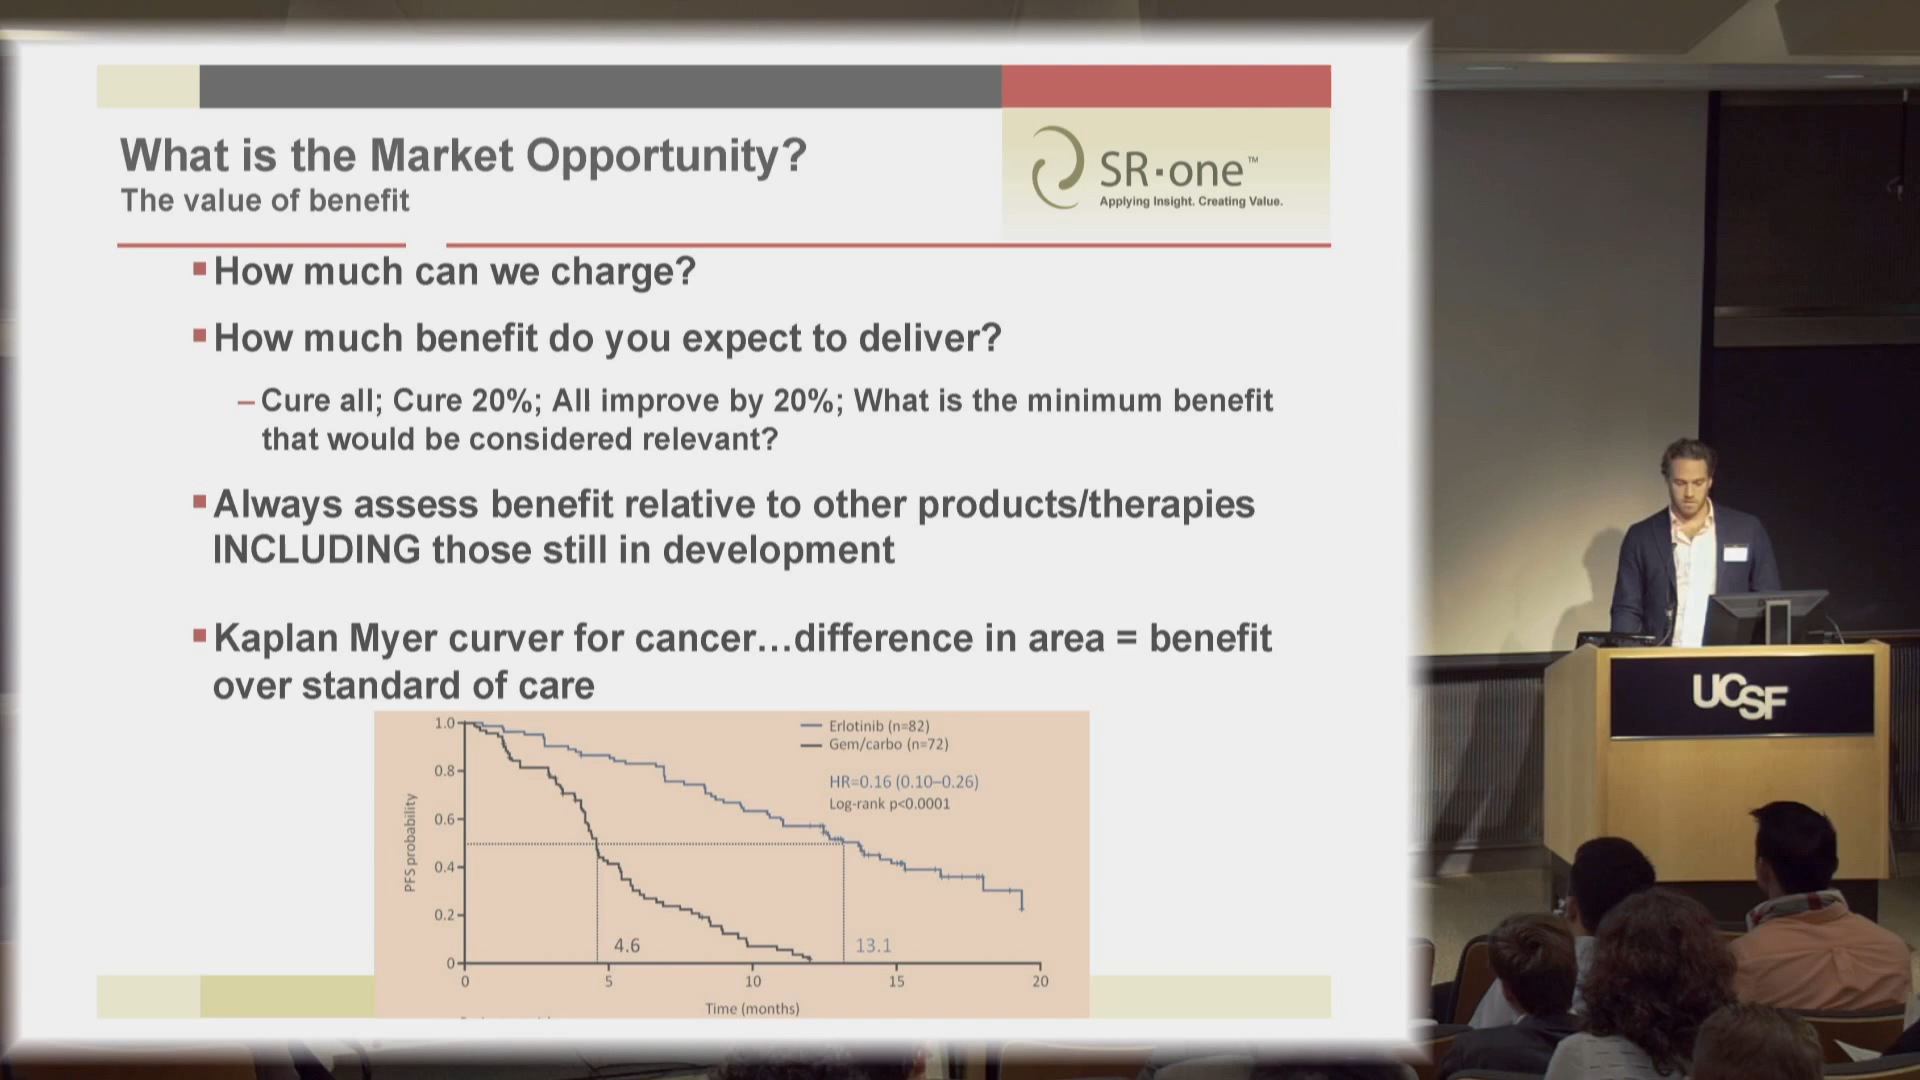 What is the Market Opportunity?
The value of benefit
SR·one™
Applying Insight. Creating Value.
How much can we charge?
How much benefit do you expect to deliver?
– Cure all; Cure 20%; All improve by 20%; What is the minimum benefit
that would be considered relevant?
Always assess benefit relative to other products/therapies
INCLUDING those still in development
Kaplan Myer curver for cancer...difference in area = benefit
over standard of care
1.0
0.8
0.6
0.4
0.2
0
PFS probability
Erlotinib (n=82)
Gem/carbo (n=72)
HR=0.16 (0.10–0.26)
Log-rank p<0.0001
4.6
13.1
0 5 10 15 20
Time (months)
UCSF